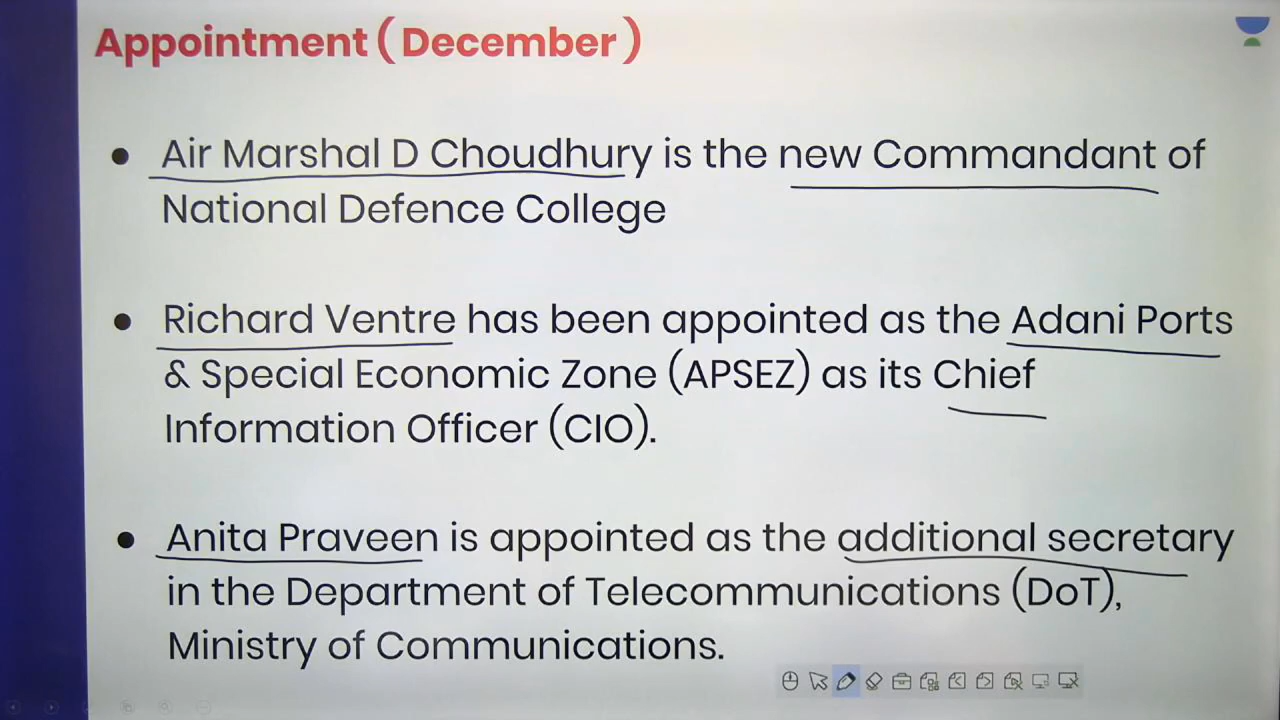 Appointment ( December )
• Air Marshal D Choudhury is the new Commandant of
National Defence College
• Richard Ventre has been appointed as the Adani Ports
& Special Economic Zone (APSEZ) as its Chief
Information Officer (CIO).
• Anita Praveen is appointed as the additional secretary
in the Department of Telecommunications (DoT),
Ministry of Communications.